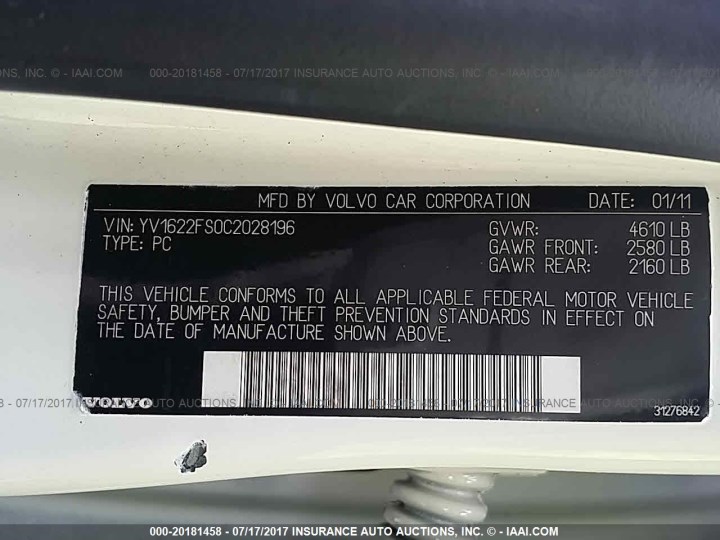 AUCTIONS, INC. - IAAI.COM 000-20181458 - 07/17/2017 INSURANCE AUTO AUCTIONS, INC. - IAAI.COM
MFD BY VOLVO CAR CORPORATION DATE: 01/11
VIN: YV1622FS0C2028196 GVWR: 4610 LB
TYPE: PC GAWR FRONT: 2580 LB
GAWR REAR: 2160 LB
THIS VEHICLE CONFORMS TO ALL APPLICABLE FEDERAL MOTOR VEHICLE
SAFETY, BUMPER AND THEFT PREVENTION STANDARDS IN EFFECT ON
THE DATE OF MANUFACTURE SHOWN ABOVE.
VOLVO 31276842
000-20181458 - 07/17/2017 INSURANCE AUTO AUCTIONS, INC. - IAAI.COM